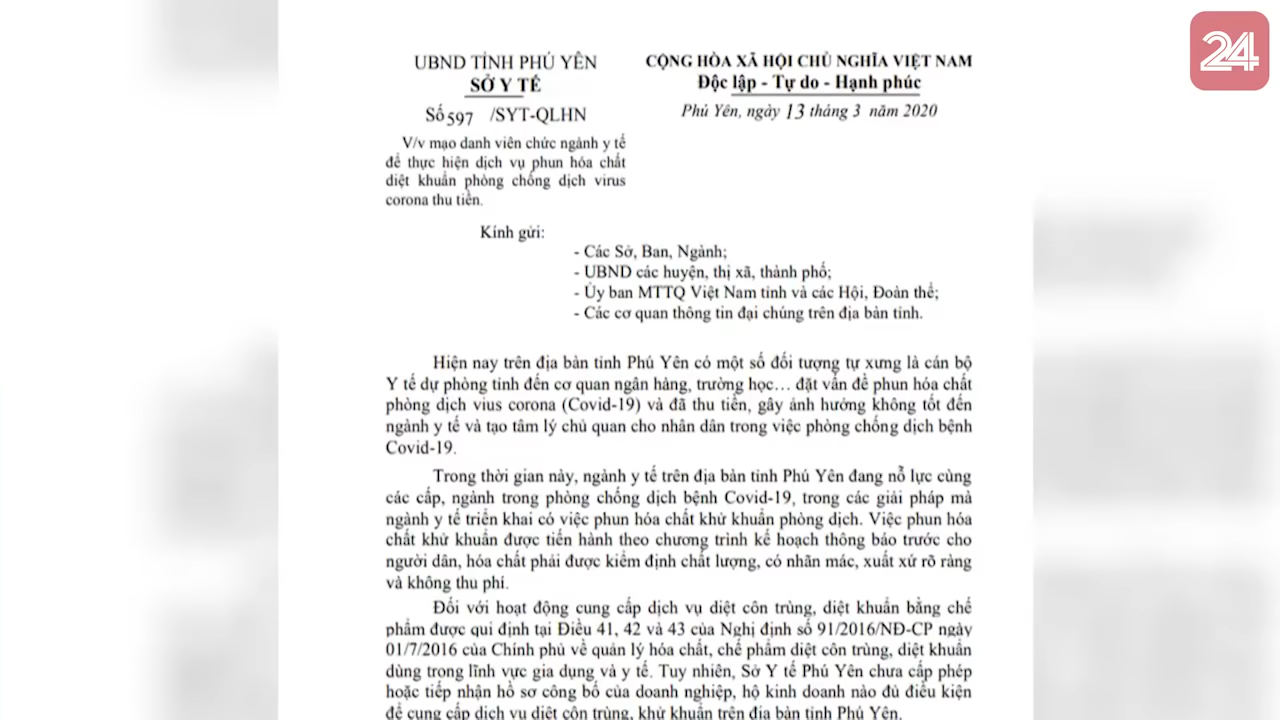 24
UBND TỈNH PHÚ YÊN
SỞ Y TẾ
Số 597 /SYT-QLHN
V/v mạo danh viên chức ngành y tế
để thực hiện dịch vụ phun hóa chất
diệt khuẩn phòng chống dịch virus
corona thu tiền.
CỘNG HÒA XÃ HỘI CHỦ NGHĨA VIỆT NAM
Độc lập - Tự do - Hạnh phúc
Phú Yên, ngày 13 tháng 3 năm 2020
Kính gửi:
- Các Sở, Ban, Ngành;
- UBND các huyện, thị xã, thành phố;
- Ủy ban MTTQ Việt Nam tỉnh và các Hội, Đoàn thể;
- Các cơ quan thông tin đại chúng trên địa bàn tỉnh.
Hiện nay trên địa bàn tỉnh Phú Yên có một số đối tượng tự xưng là cán bộ
Y tế dự phòng tỉnh đến cơ quan ngân hàng, trường học… đặt vấn đề phun hóa chất
phòng dịch vius corona (Covid-19) và đã thu tiền, gây ảnh hưởng không tốt đến
ngành y tế và tạo tâm lý chủ quan cho nhân dân trong việc phòng chống dịch bệnh
Covid-19.
Trong thời gian này, ngành y tế trên địa bàn tỉnh Phú Yên đang nỗ lực cùng
các cấp, ngành trong phòng chống dịch bệnh Covid-19, trong các giải pháp mà
ngành y tế triển khai có việc phun hóa chất khử khuẩn phòng dịch. Việc phun hóa
chất khử khuẩn được tiến hành theo chương trình kế hoạch thông báo trước cho
người dân, hóa chất phải được kiểm định chất lượng, có nhãn mác, xuất xứ rõ ràng
và không thu phí.
Đối với hoạt động cung cấp dịch vụ diệt côn trùng, diệt khuẩn bằng chế
phẩm được qui định tại Điều 41, 42 và 43 của Nghị định số 91/2016/NĐ-CP ngày
01/7/2016 của Chính phủ về quản lý hóa chất, chế phẩm diệt côn trùng, diệt khuẩn
dùng trong lĩnh vực gia dụng và y tế. Tuy nhiên, Sở Y tế Phú Yên chưa cấp phép
hoặc tiếp nhận hồ sơ công bố của doanh nghiệp, hộ kinh doanh nào đủ điều kiện
để cung cấp dịch vụ diệt côn trùng, khử khuẩn trên địa bàn tỉnh Phú Yên.